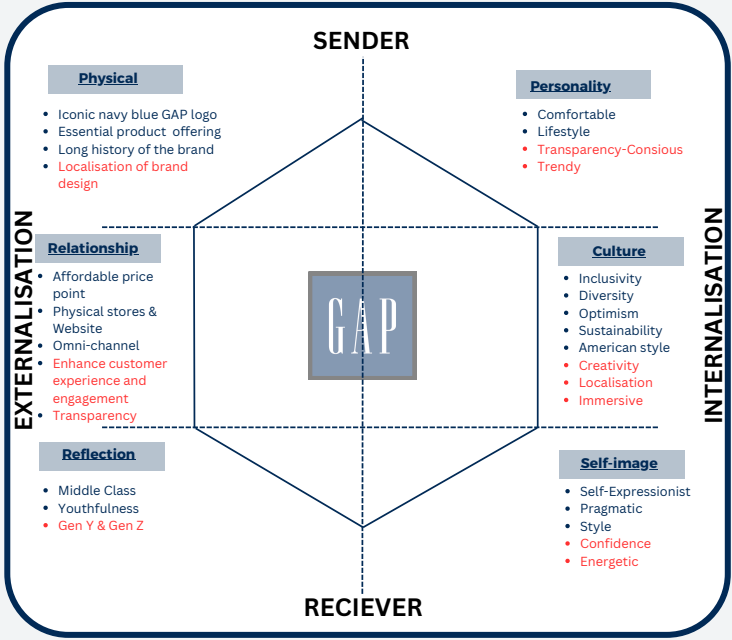 SENDER
Physical
Iconic navy blue GAP logo
Essential product offering
Long history of the brand
Localisation of brand
design
Personality
Comfortable
Lifestyle
Transparency-Consious
Trendy
EXTERNALISATION
Relationship
Affordable price
point
Physical stores &
Website
Omni-channel
Enhance customer
experience and
engagement
Transparency
GAP
Culture
Inclusivity
Diversity
Optimism
Sustainability
American style
Creativity
Localisation
Immersive
INTERNALISATION
Reflection
Middle Class
Youthfulness
Gen Y & Gen Z
Self-image
Self-Expressionist
Pragmatic
Style
Confidence
Energetic
RECIEVER